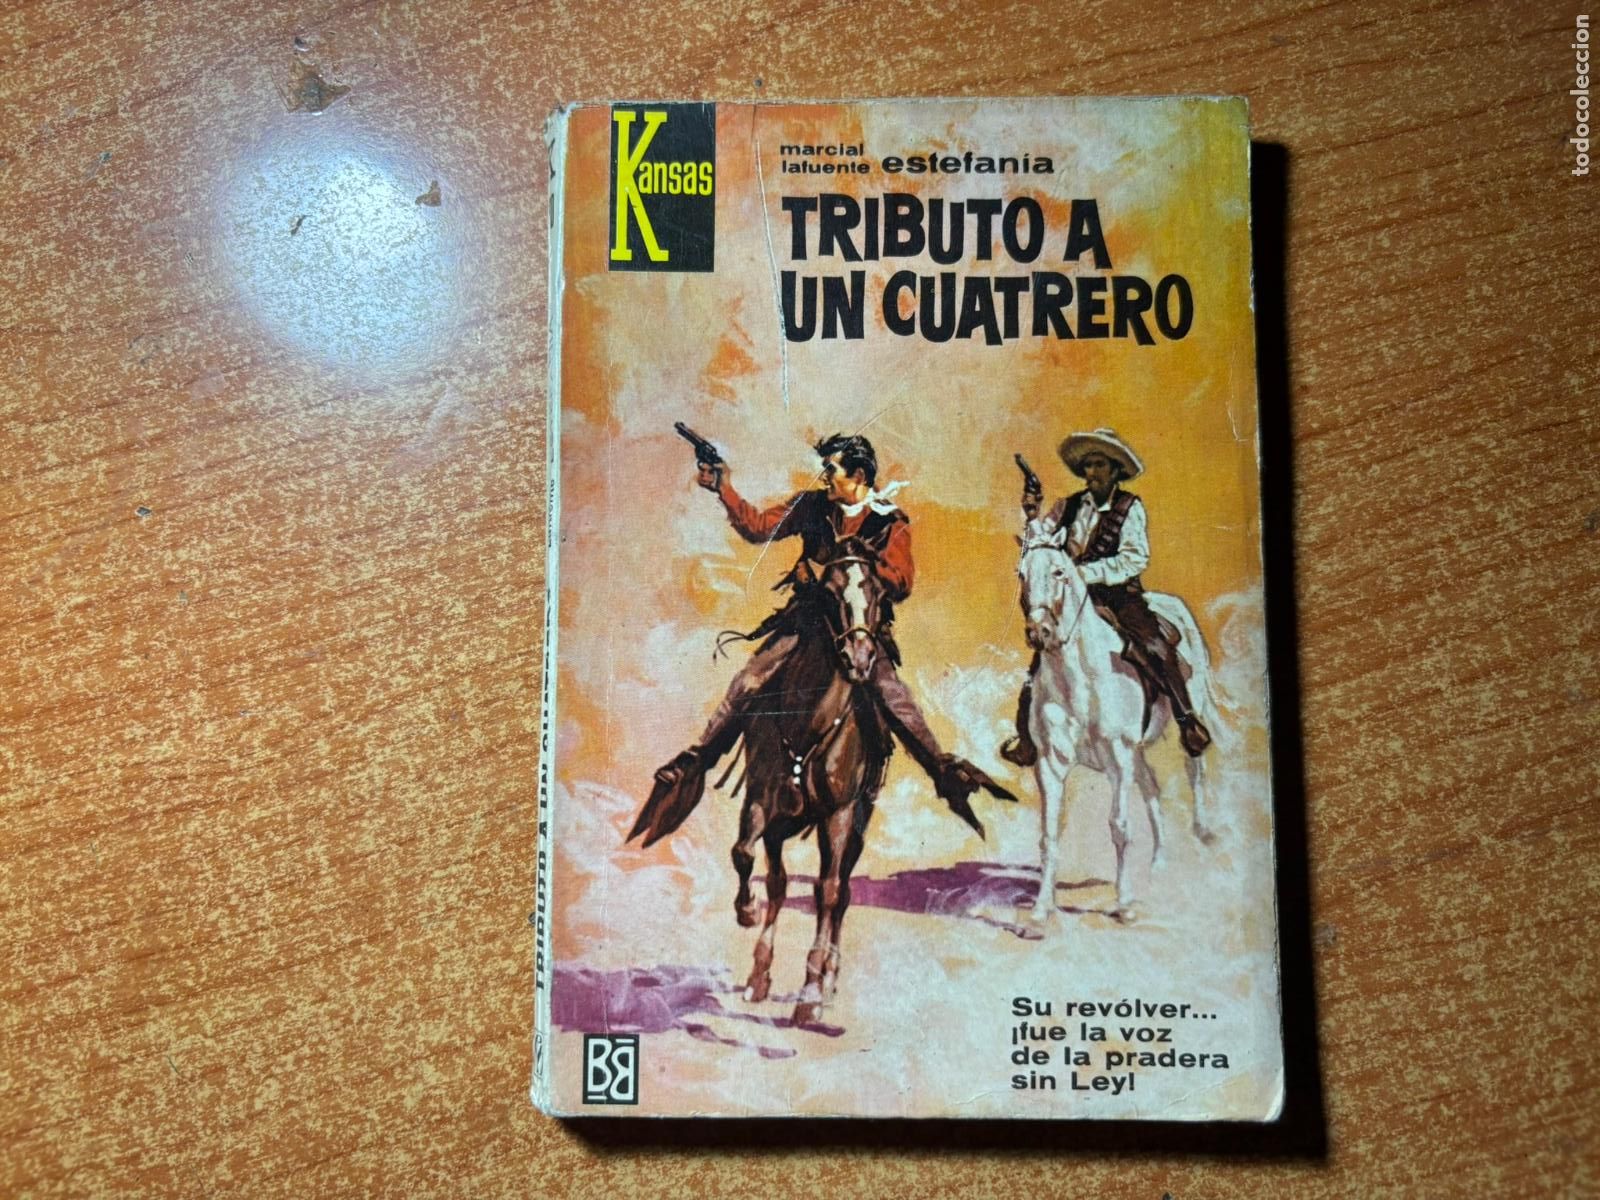 Kansas
marcial
lafuente estefanía
TRIBUTO A
UN CUATRERO
Su revólver...
¡fue la voz
de la pradera
sin Ley!
BB
TRIBUTO A UN CUATRERO
todocoleccion